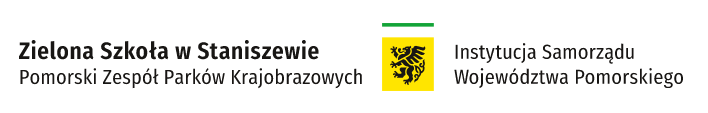 Zielona Szkoła w Staniszewie
Pomorski Zespół Parków Krajobrazowych
Instytucja Samorządu
Województwa Pomorskiego